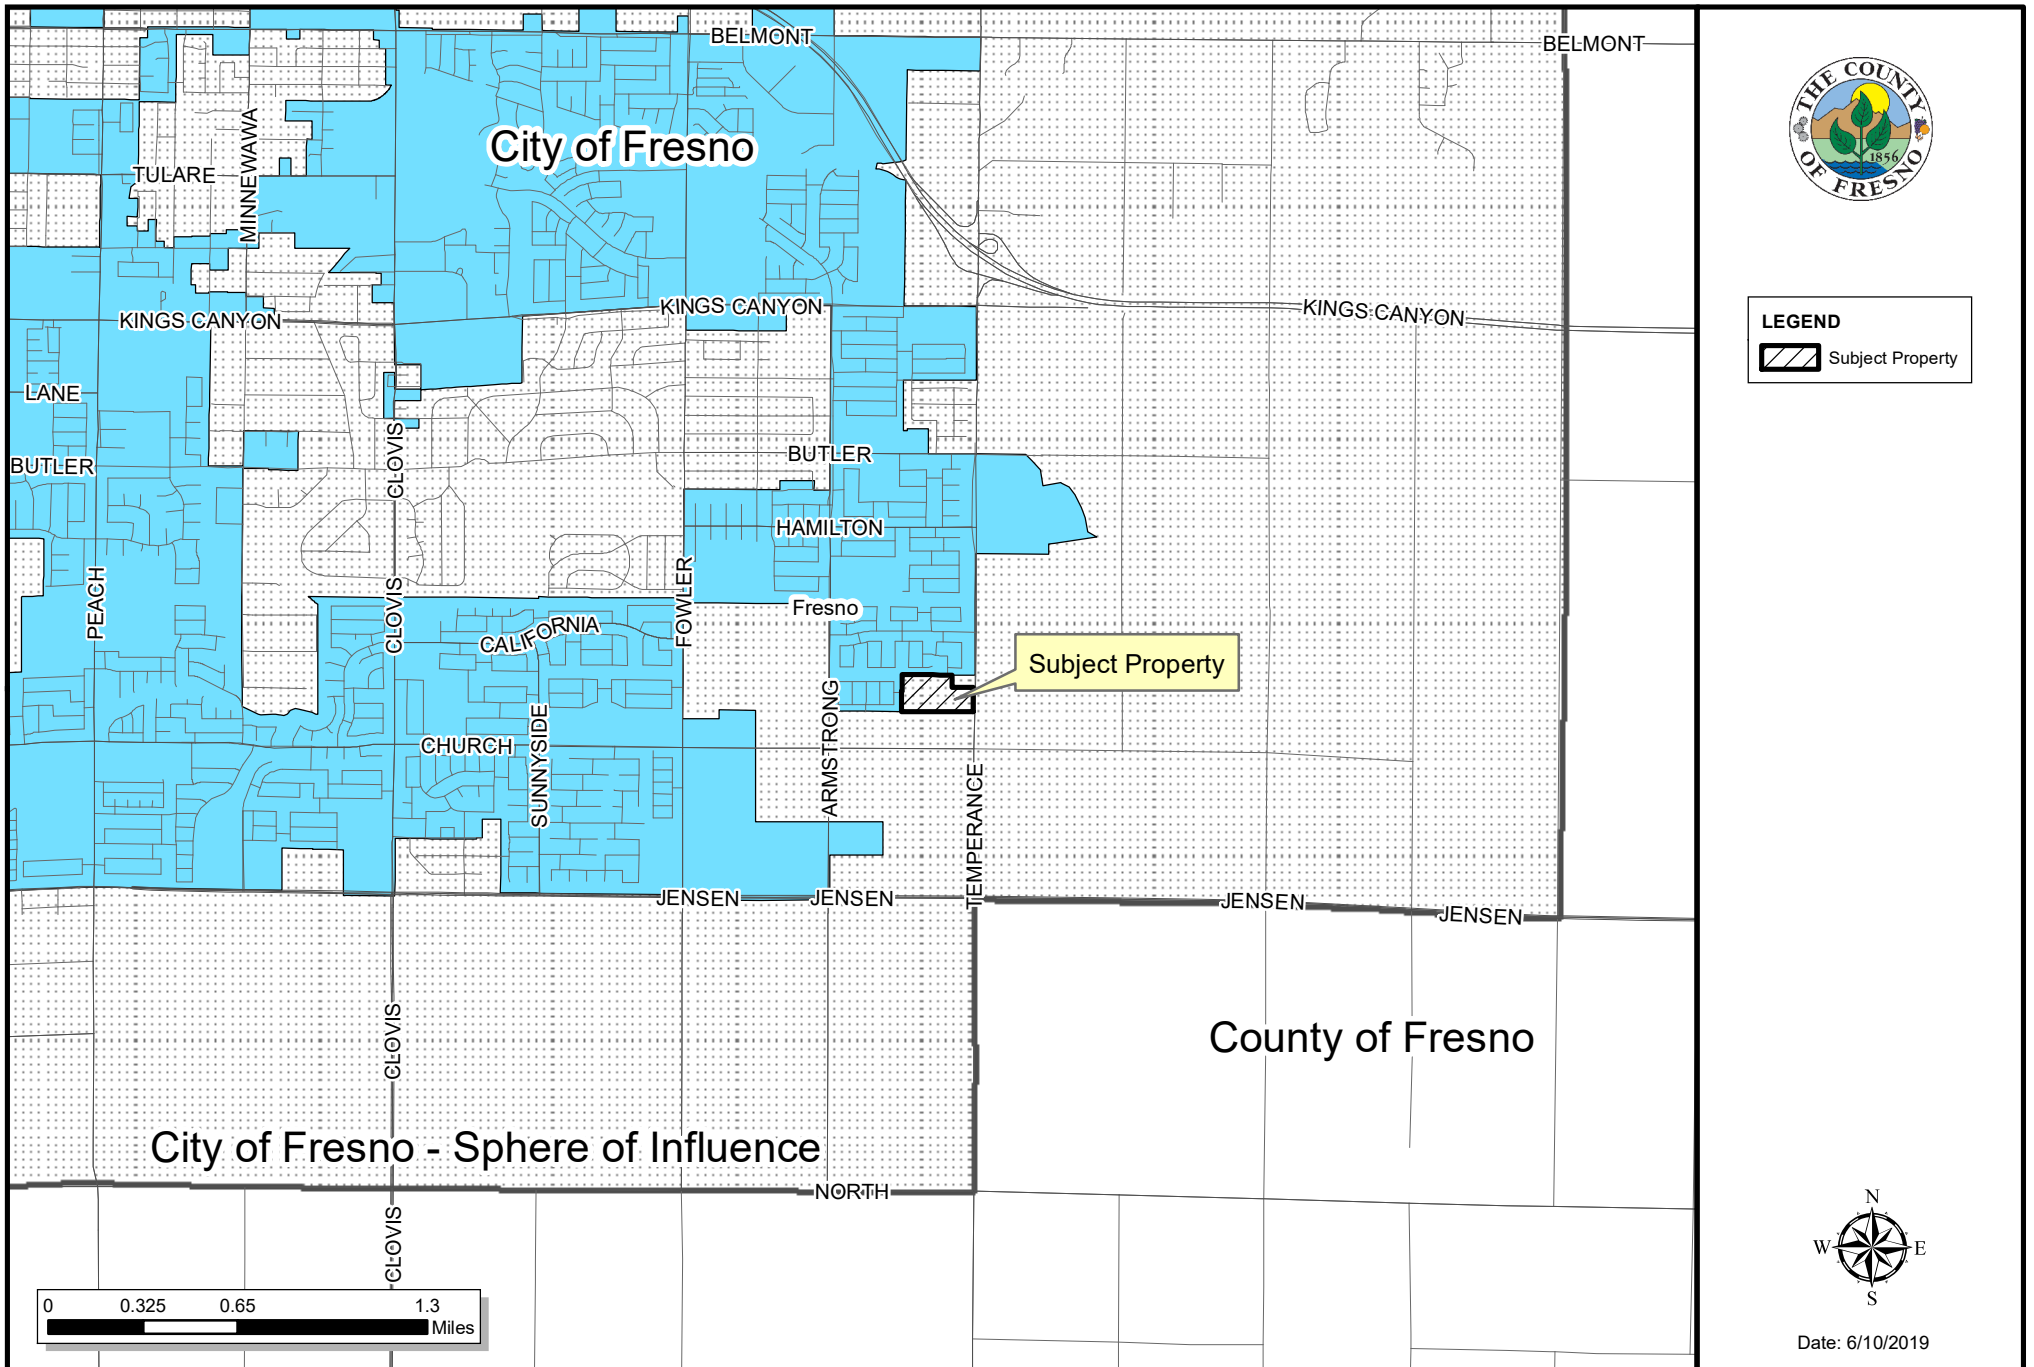 BELMONT
BELMONT
City of Fresno
MINNEWAWA
TULARE
KINGS CANYON
KINGS CANYON
KINGS CANYON
LANE
BUTLER
CLOVIS
BUTLER
HAMILTON
PEACH
CLOVIS
FOWLER
Fresno
CALIFORNIA
Subject Property
ARMSTRONG
SUNNYSIDE
CHURCH
TEMPERANCE
JENSEN
JENSEN
JENSEN
JENSEN
CLOVIS
County of Fresno
City of Fresno - Sphere of Influence
NORTH
CLOVIS
0 0.325 0.65 1.3
Miles
THE COUNTY
OF FRESNO
1856
LEGEND
Subject Property
N
W E
S
Date: 6/10/2019